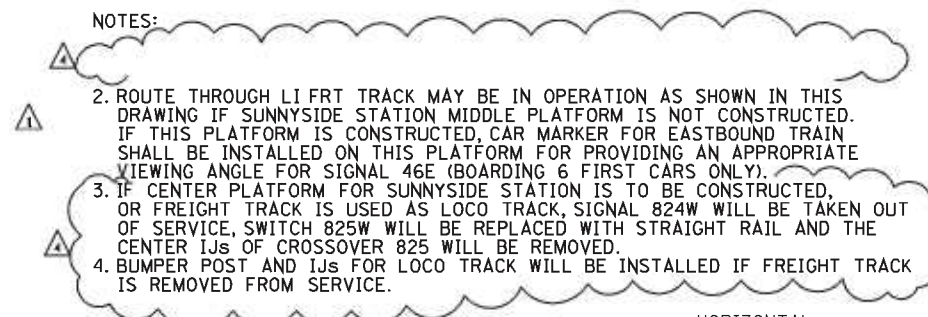 NOTES:
4
2. ROUTE THROUGH LI FRT TRACK MAY BE IN OPERATION AS SHOWN IN THIS
1
DRAWING IF SUNNYSIDE STATION MIDDLE PLATFORM IS NOT CONSTRUCTED.
IF THIS PLATFORM IS CONSTRUCTED, CAR MARKER FOR EASTBOUND TRAIN
SHALL BE INSTALLED ON THIS PLATFORM FOR PROVIDING AN APPROPRIATE
VIEWING ANGLE FOR SIGNAL 46E (BOARDING 6 FIRST CARS ONLY).
3. IF CENTER PLATFORM FOR SUNNYSIDE STATION IS TO BE CONSTRUCTED,
OR FREIGHT TRACK IS USED AS LOCO TRACK, SIGNAL 824W WILL BE TAKEN OUT
OF SERVICE, SWITCH 825W WILL BE REPLACED WITH STRAIGHT RAIL AND THE
4
CENTER IJs OF CROSSOVER 825 WILL BE REMOVED.
4. BUMPER POST AND IJs FOR LOCO TRACK WILL BE INSTALLED IF FREIGHT TRACK
IS REMOVED FROM SERVICE.